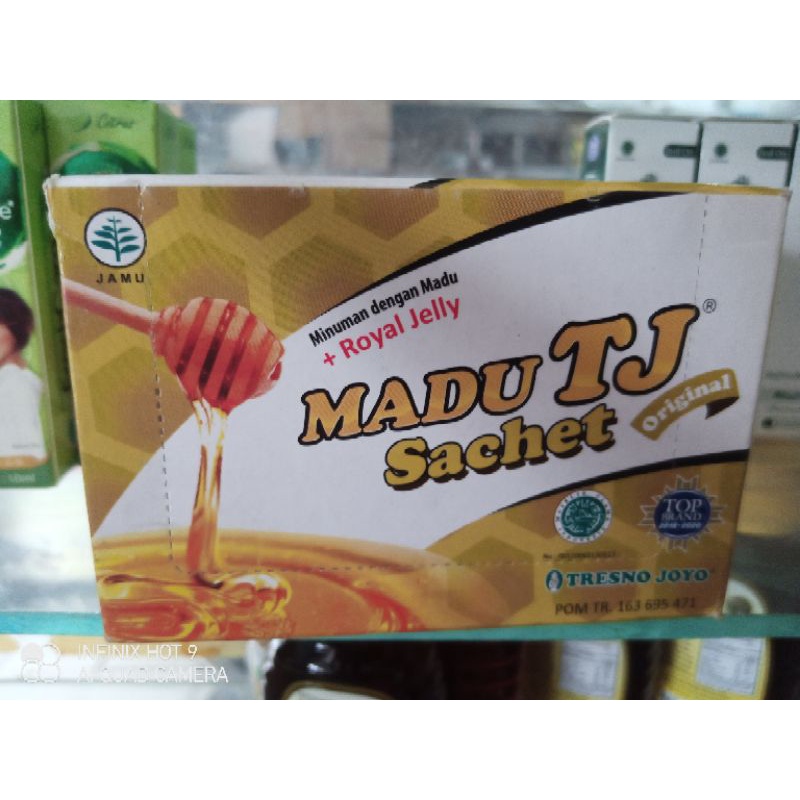 Citrus
JAMU
Minuman dengan Madu
+ Royal Jelly
MADU TJ®
Sachet
Original
TOP
BRAND
TRESNO JOYO®
POM TR. 163 695 471
INFINIX HOT 9
AI QUAD CAMERA